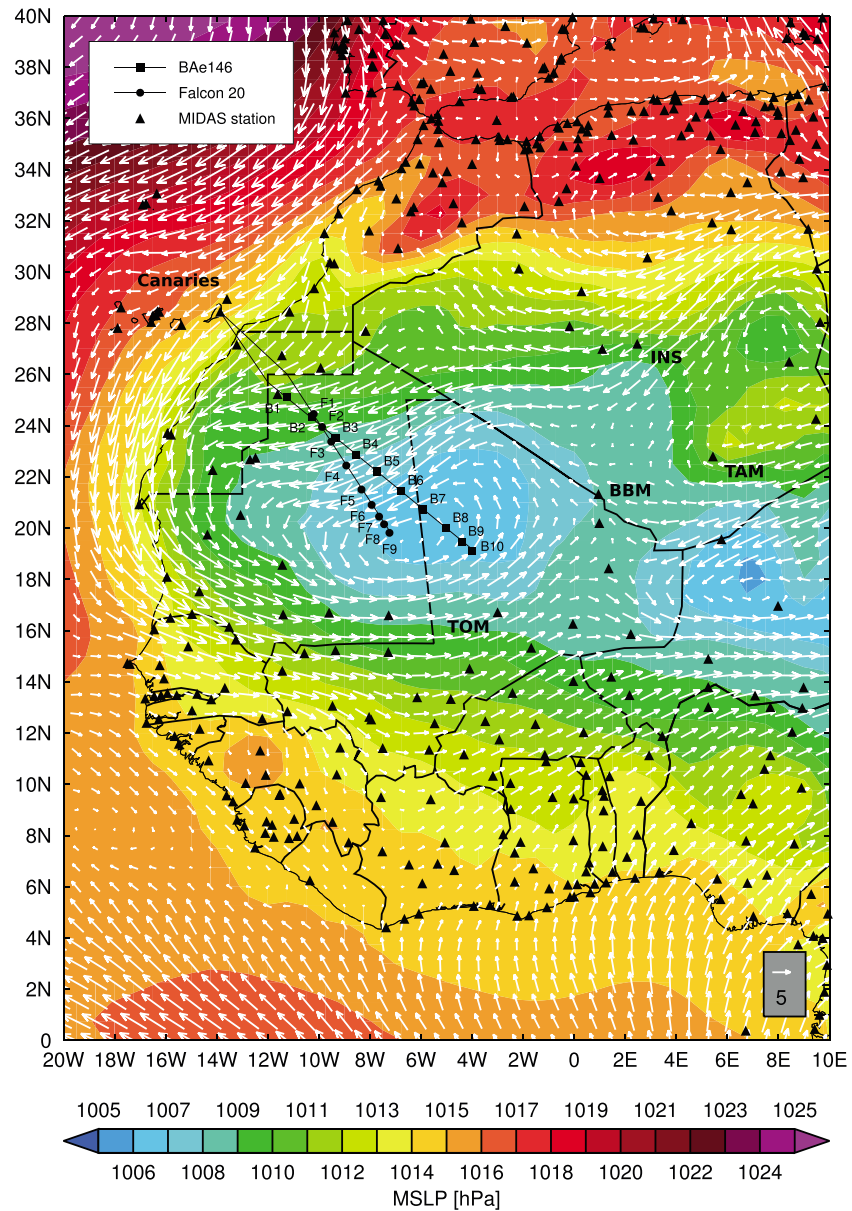 40N
38N
36N
34N
32N
30N
28N
26N
24N
22N
20N
18N
16N
14N
12N
10N
8N
6N
4N
2N
0
BAe146
Falcon 20
MIDAS station
Canaries
INS
TAM
BBM
TOM
B1
F1
B2
F2
F3
B3
F4
B4
B5
F5
B6
F6
B7
F7
B8
F8
B9
F9
B10
5
20W 18W 16W 14W 12W 10W 8W 6W 4W 2W 0 2E 4E 6E 8E 10E
1005 1007 1009 1011 1013 1015 1017 1019 1021 1023 1025
1006 1008 1010 1012 1014 1016 1018 1020 1022 1024
MSLP [hPa]